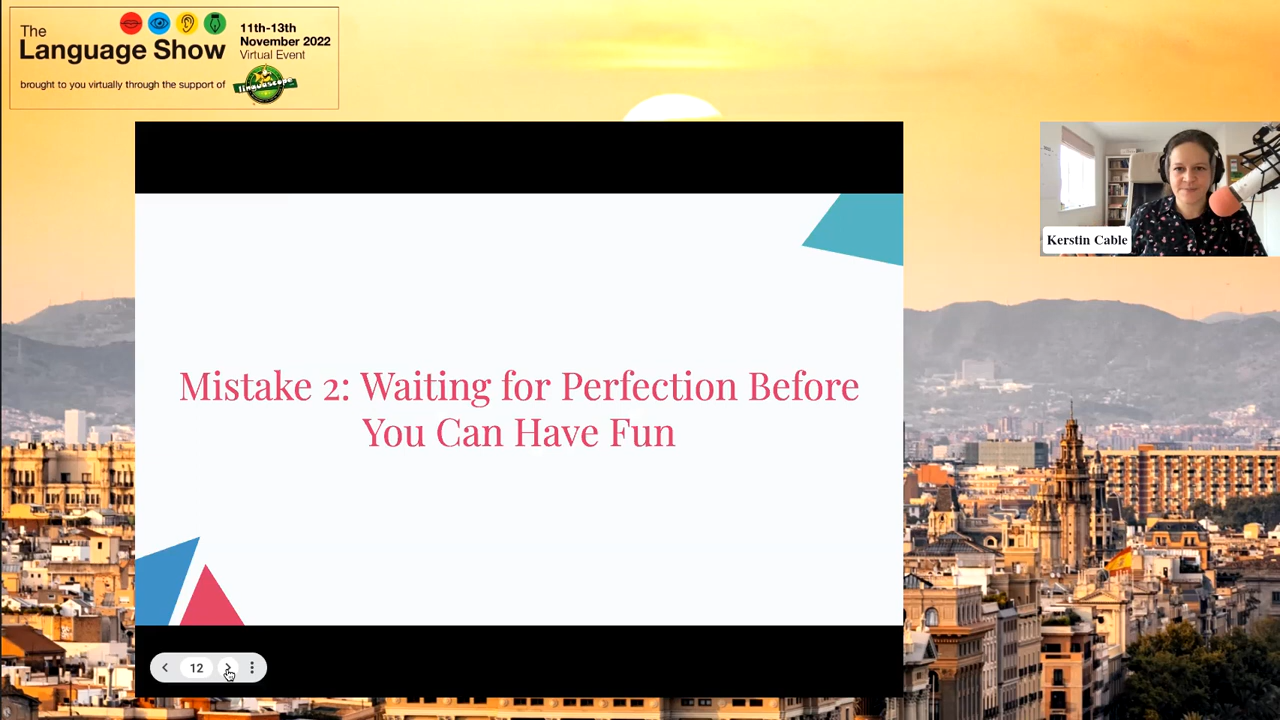 The
Language Show
11th-13th
November 2022
Virtual Event
brought to you virtually through the support of
linguascope
Kerstin Cable
Mistake 2: Waiting for Perfection Before
You Can Have Fun
12